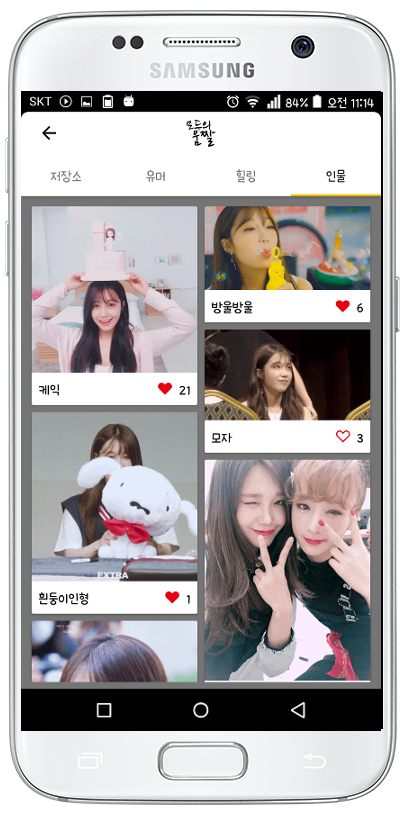 SAMSUNG
SKT 84% 오전 11:14
모두의
움짤
저장소 유머 힐링 인물
케익 21
방울방울 6
모자 3
EXTRA
흰둥이인형 1